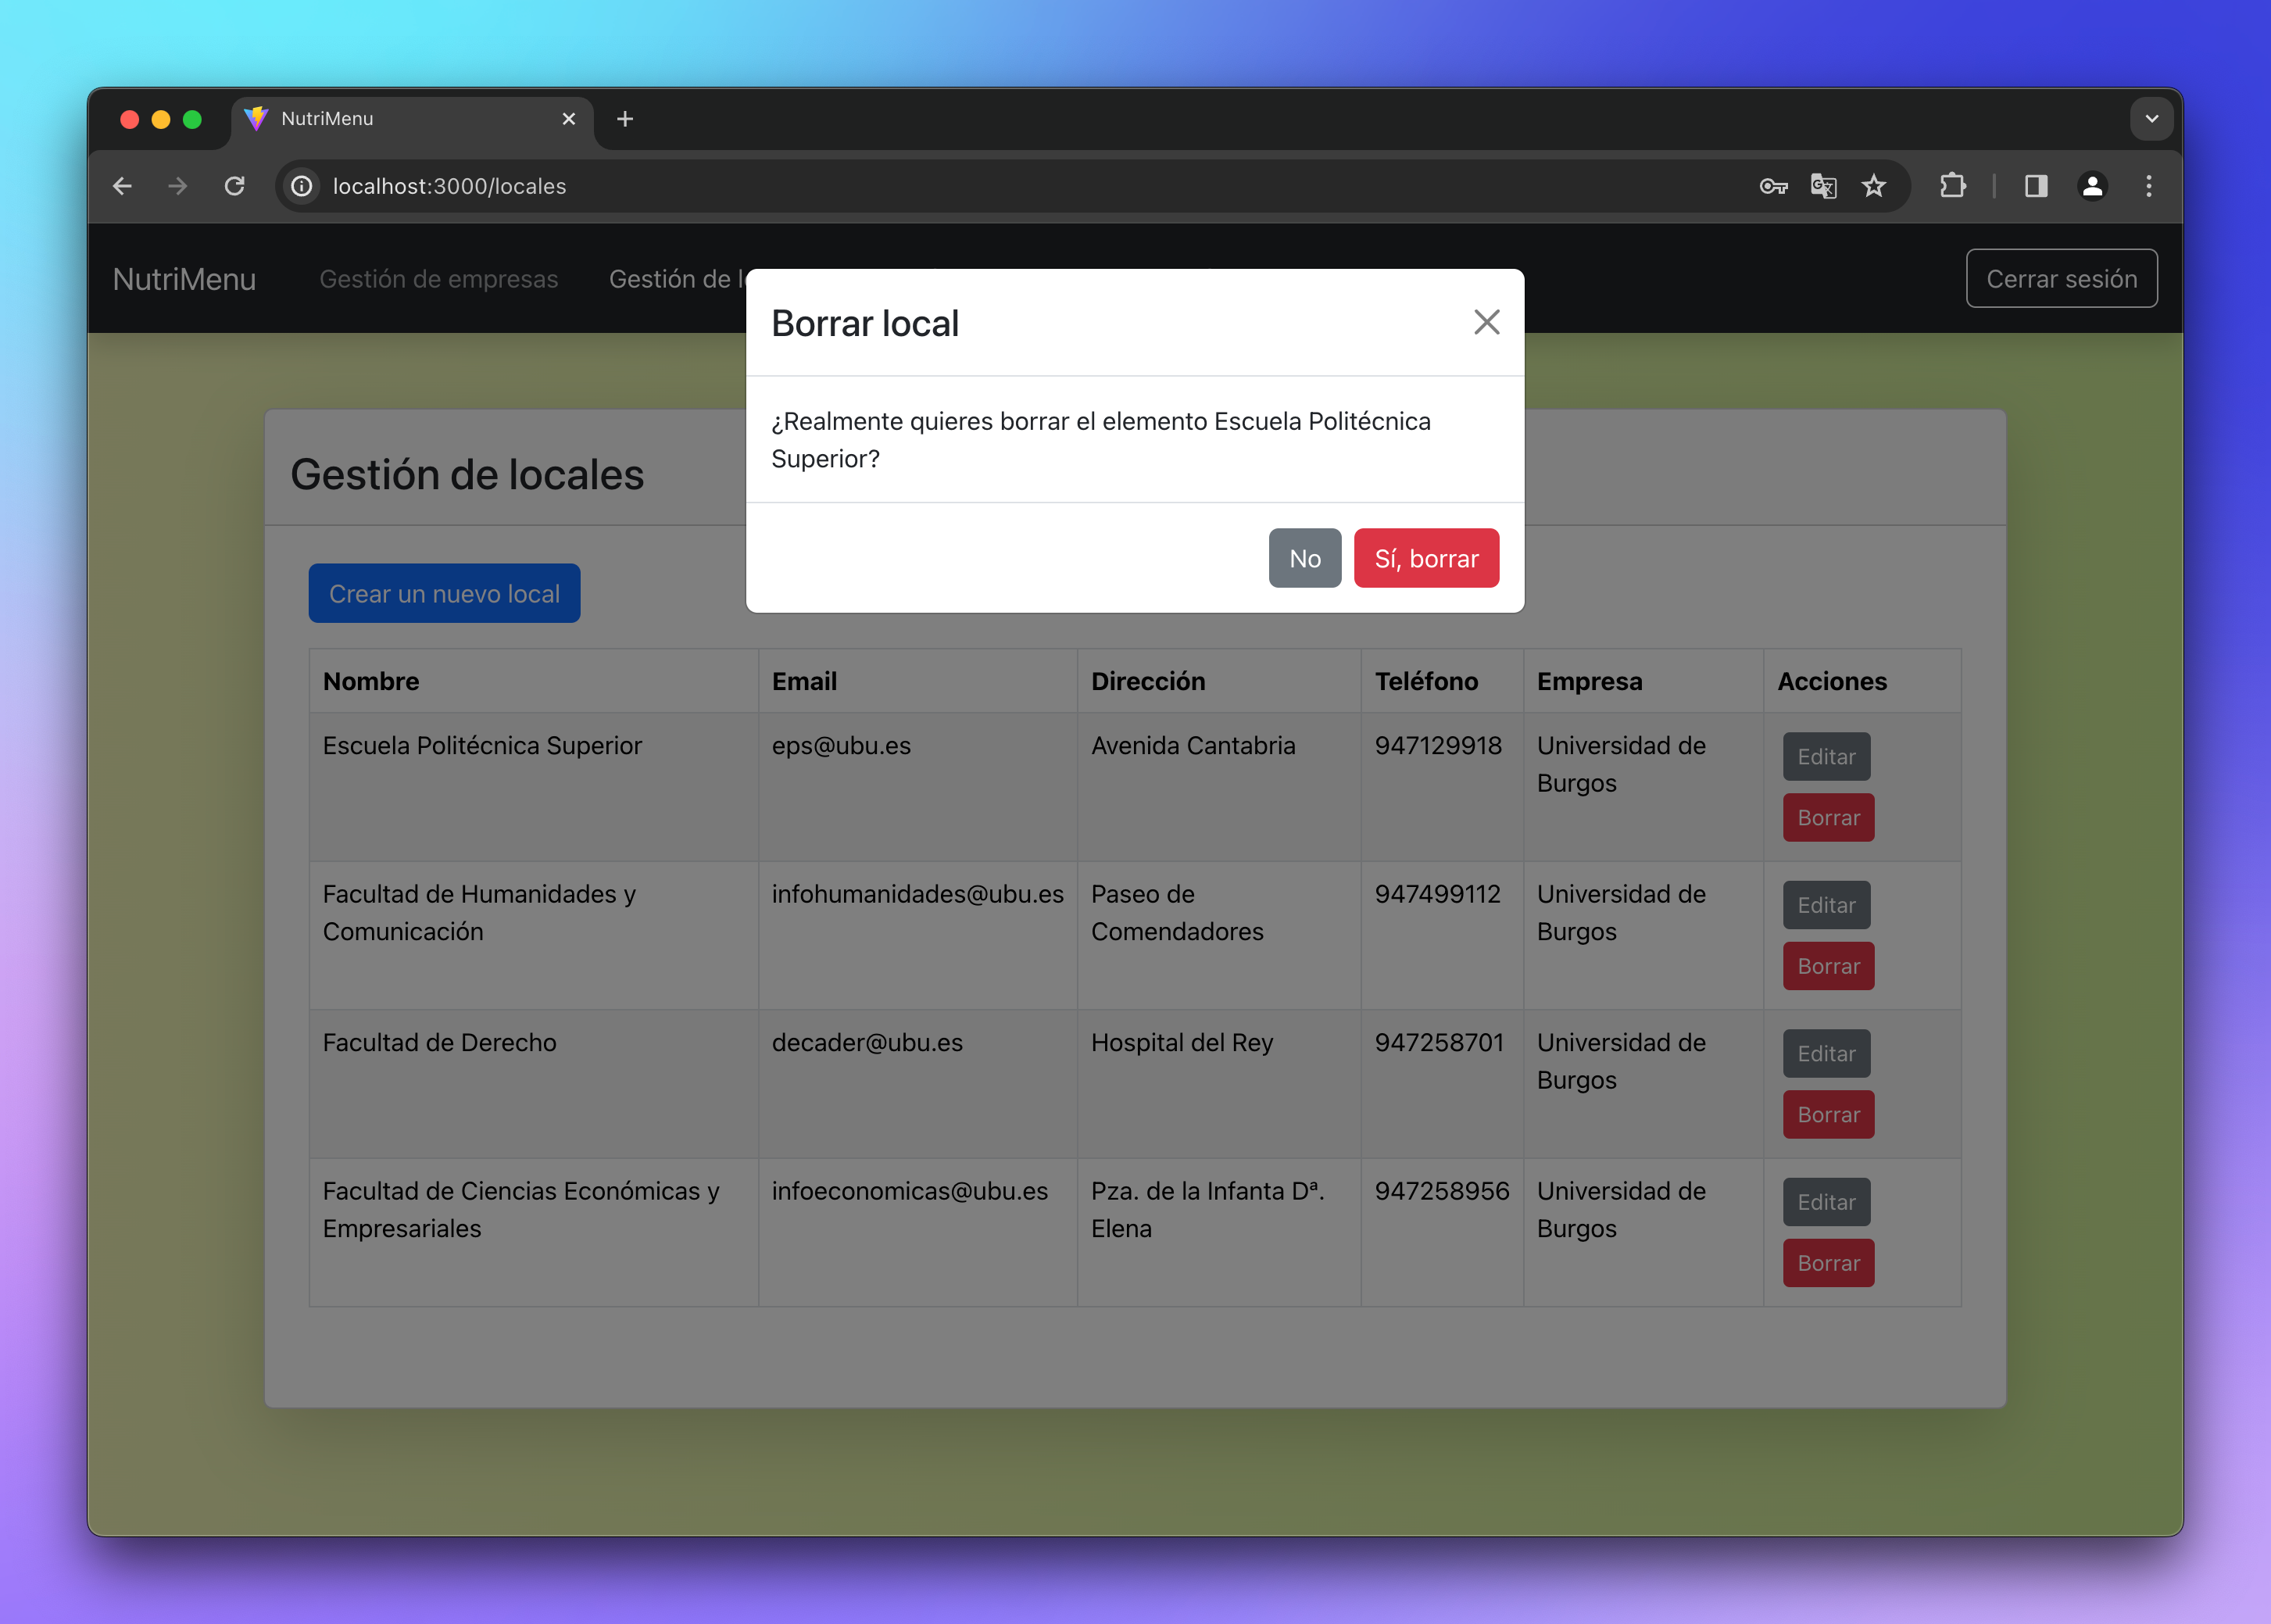 NutriMenu
localhost:3000/locales
NutriMenu
Gestión de empresas
Gestión de
Cerrar sesión
Borrar local
¿Realmente quieres borrar el elemento Escuela Politécnica
Superior?
No
Sí, borrar
Gestión de locales
Crear un nuevo local
Nombre
Email
Dirección
Teléfono
Empresa
Acciones
Escuela Politécnica Superior
eps@ubu.es
Avenida Cantabria
947129918
Universidad de
Burgos
Editar
Borrar
Facultad de Humanidades y
Comunicación
infohumanidades@ubu.es
Paseo de
Comendadores
947499112
Universidad de
Burgos
Editar
Borrar
Facultad de Derecho
decader@ubu.es
Hospital del Rey
947258701
Universidad de
Burgos
Editar
Borrar
Facultad de Ciencias Económicas y
Empresariales
infoeconomicas@ubu.es
Pza. de la Infanta Dª.
Elena
947258956
Universidad de
Burgos
Editar
Borrar